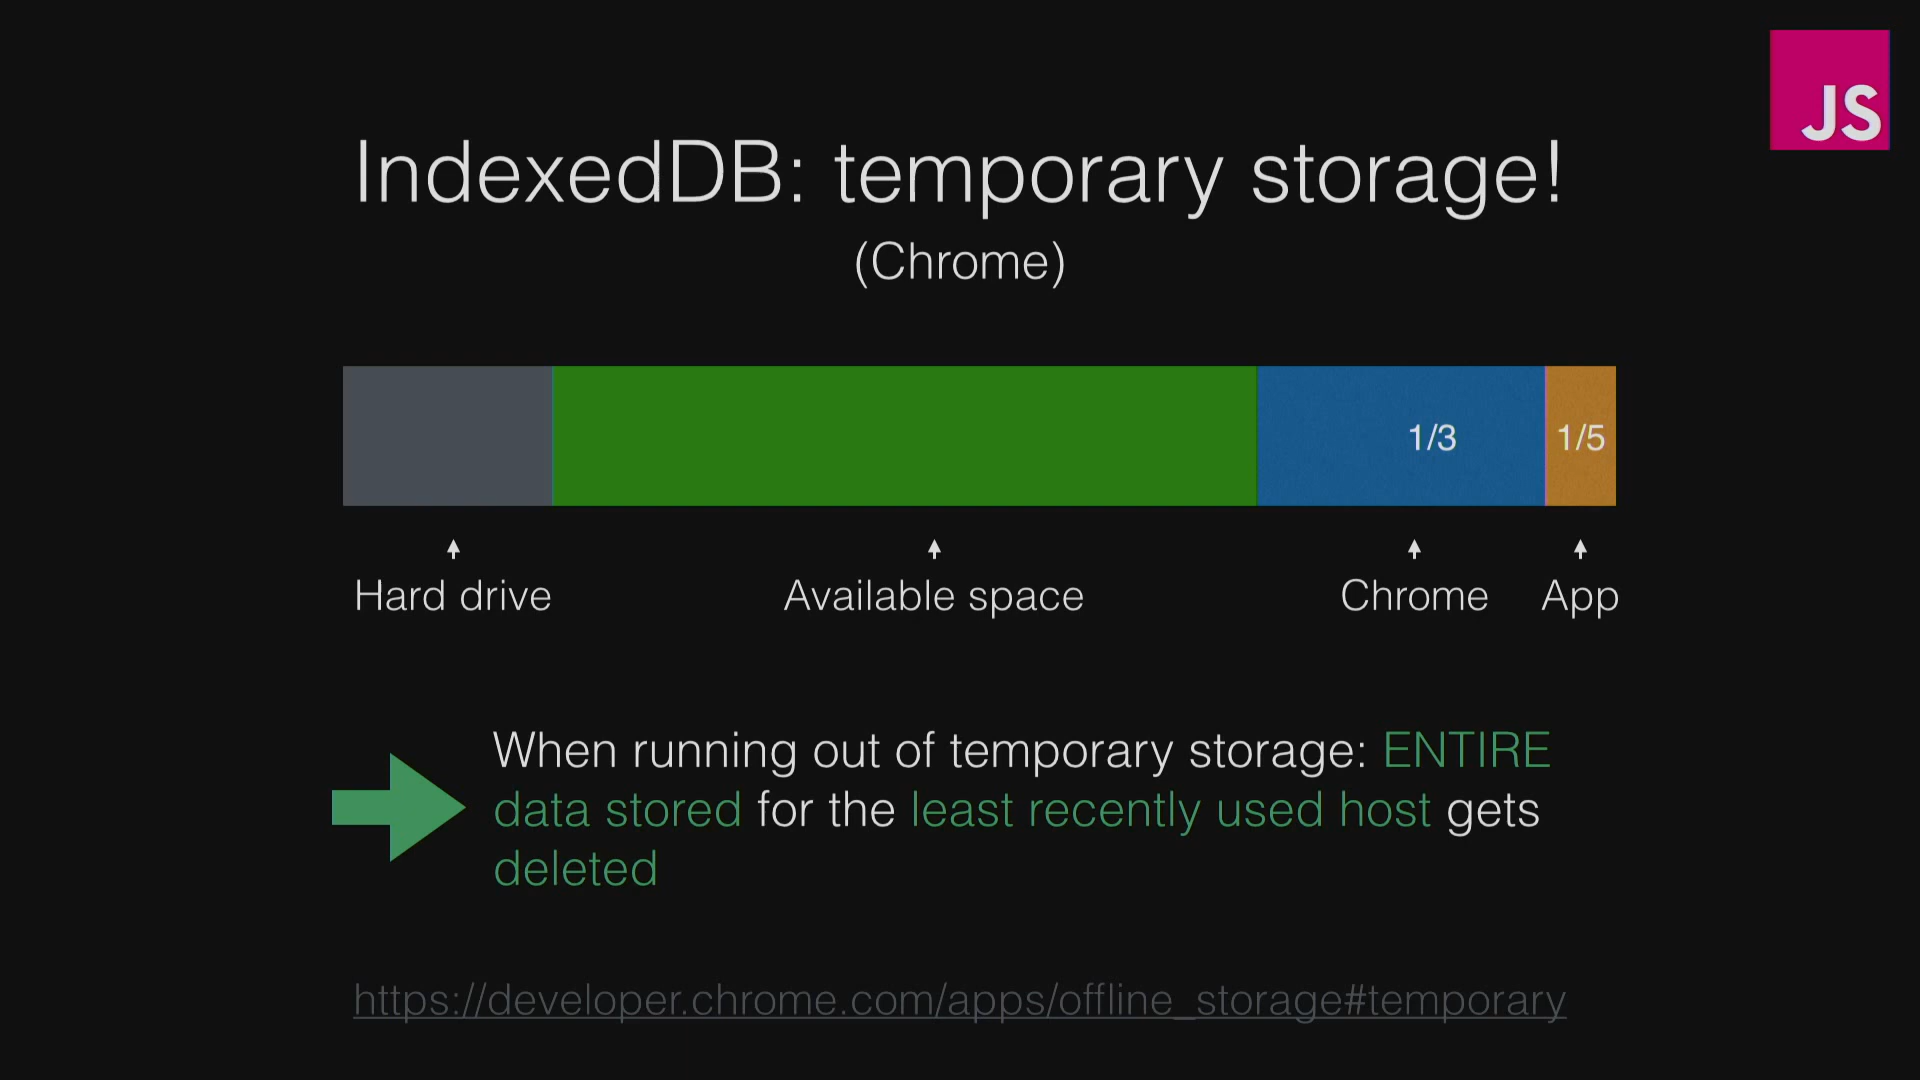 JS
IndexedDB: temporary storage!
(Chrome)
1/3
1/5
Hard drive
Available space
Chrome
App
When running out of temporary storage: ENTIRE
data stored for the least recently used host gets
deleted
https://developer.chrome.com/apps/offline_storage#temporary